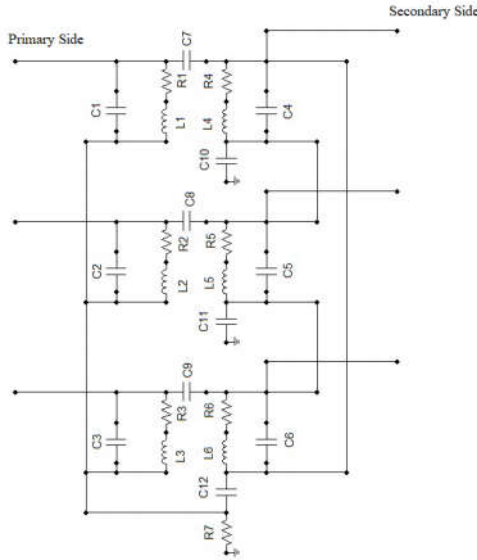 Secondary Side
Primary Side
C7
R1
R4
C1
L1
L4
C4
C10
C8
R2
R5
C2
L2
L5
C5
C11
C9
R3
R6
C3
L3
L6
C6
C12
R7